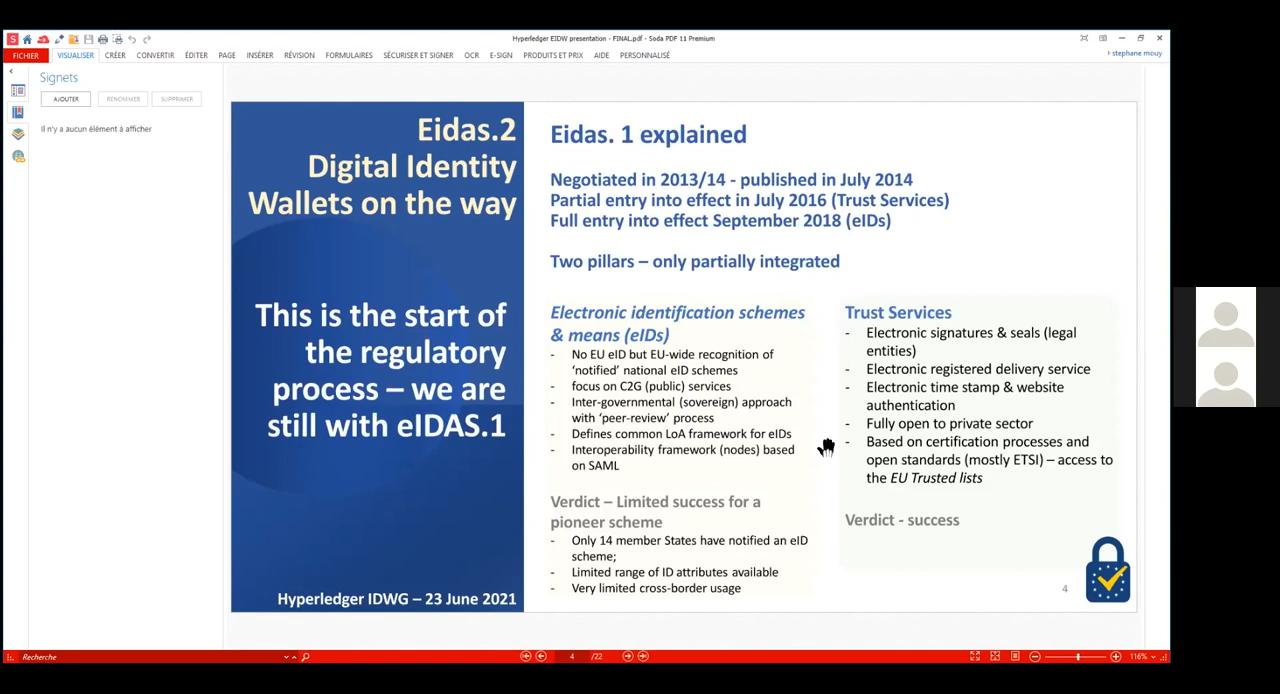 Hyperledger EIDW presentation - FINAL.pdf - Soda PDF 11 Premium
FICHIER VISUALISER CRÉER CONVERTIR ÉDITER PAGE INSÉRER RÉVISION FORMULAIRES SÉCURISER ET SIGNER OCR E-SIGN PRODUITS ET PRIX AIDE PERSONNALISÉ
stephane mouy
Signets
AJOUTER RENOMMER SUPPRIMER
Il n'y a aucun élément à afficher
Eidas.2
Digital Identity
Wallets on the way
This is the start of
the regulatory
process – we are
still with eIDAS.1
Hyperledger IDWG – 23 June 2021
Eidas. 1 explained
Negotiated in 2013/14 - published in July 2014
Partial entry into effect in July 2016 (Trust Services)
Full entry into effect September 2018 (eIDs)
Two pillars – only partially integrated
Electronic identification schemes
& means (eIDs)
- No EU eID but EU-wide recognition of
'notified' national eID schemes
- focus on C2G (public) services
- Inter-governmental (sovereign) approach
with 'peer-review' process
- Defines common LoA framework for eIDs
- Interoperability framework (nodes) based
on SAML
Verdict – Limited success for a
pioneer scheme
- Only 14 member States have notified an eID
scheme;
- Limited range of ID attributes available
- Very limited cross-border usage
Trust Services
- Electronic signatures & seals (legal
entities)
- Electronic registered delivery service
- Electronic time stamp & website
authentication
- Fully open to private sector
- Based on certification processes and
open standards (mostly ETSI) – access to
the EU Trusted lists
Verdict - success
4
Recherche
4 /22
116%